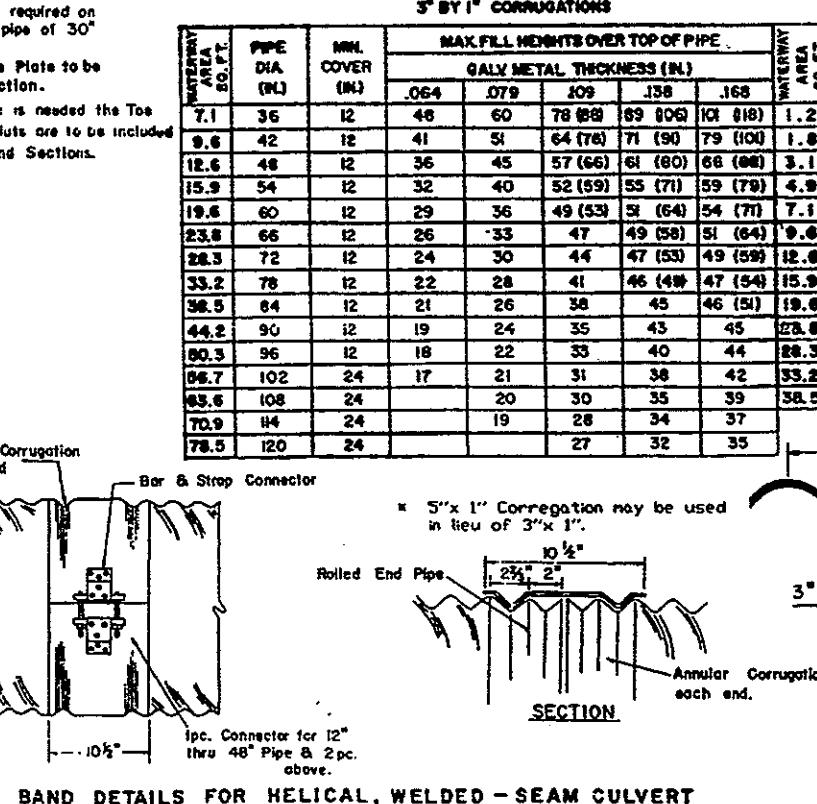 required on
pipe of 30"
Plate to be
ction.
is needed the Toe
luts are to be included
nd Sections.
3" BY 1" CORRUGATIONS
WATERWAY AREA SQ. FT. PIPE DIA. (IN.) MIN. COVER (IN.) MAX. FILL HEIGHTS OVER TOP OF PIPE WATERWAY AREA
GALV. METAL THICKNESS (IN.)
.064 .079 .109 .138 .168
7.1 36 12 48 60 78 (88) 89 (106) 101 (118) 1.2
9.6 42 12 41 51 64 (76) 71 (90) 79 (101) 1.8
12.6 48 12 36 45 57 (66) 61 (80) 66 (88) 3.1
15.9 54 12 32 40 52 (59) 55 (71) 59 (79) 4.9
19.6 60 12 29 36 49 (53) 51 (64) 54 (71) 7.1
23.8 66 12 26 33 47 49 (58) 51 (64) 9.6
28.3 72 12 24 30 44 47 (53) 49 (59) 12.6
33.2 78 12 22 28 41 46 (49) 47 (54) 15.9
38.5 84 12 21 26 38 45 46 (51) 19.6
44.2 90 12 19 24 35 43 45 23.8
50.3 96 12 18 22 33 40 44 28.3
56.7 102 24 17 21 31 38 42 33.2
63.6 108 24 20 30 35 39 38.5
70.9 114 24 19 28 34 37
78.5 120 24 27 32 35
Corrugation
Bar & Strap Connector
* 5"x 1" Corregation may be used
in lieu of 3"x 1".
10 ½"
2⅔" 2"
Rolled End Pipe
3"
Annular Corrugatio
each end.
SECTION
1pc. Connector for 12"
thru 48" Pipe & 2pc.
above.
10½"
BAND DETAILS FOR HELICAL, WELDED - SEAM CULVERT